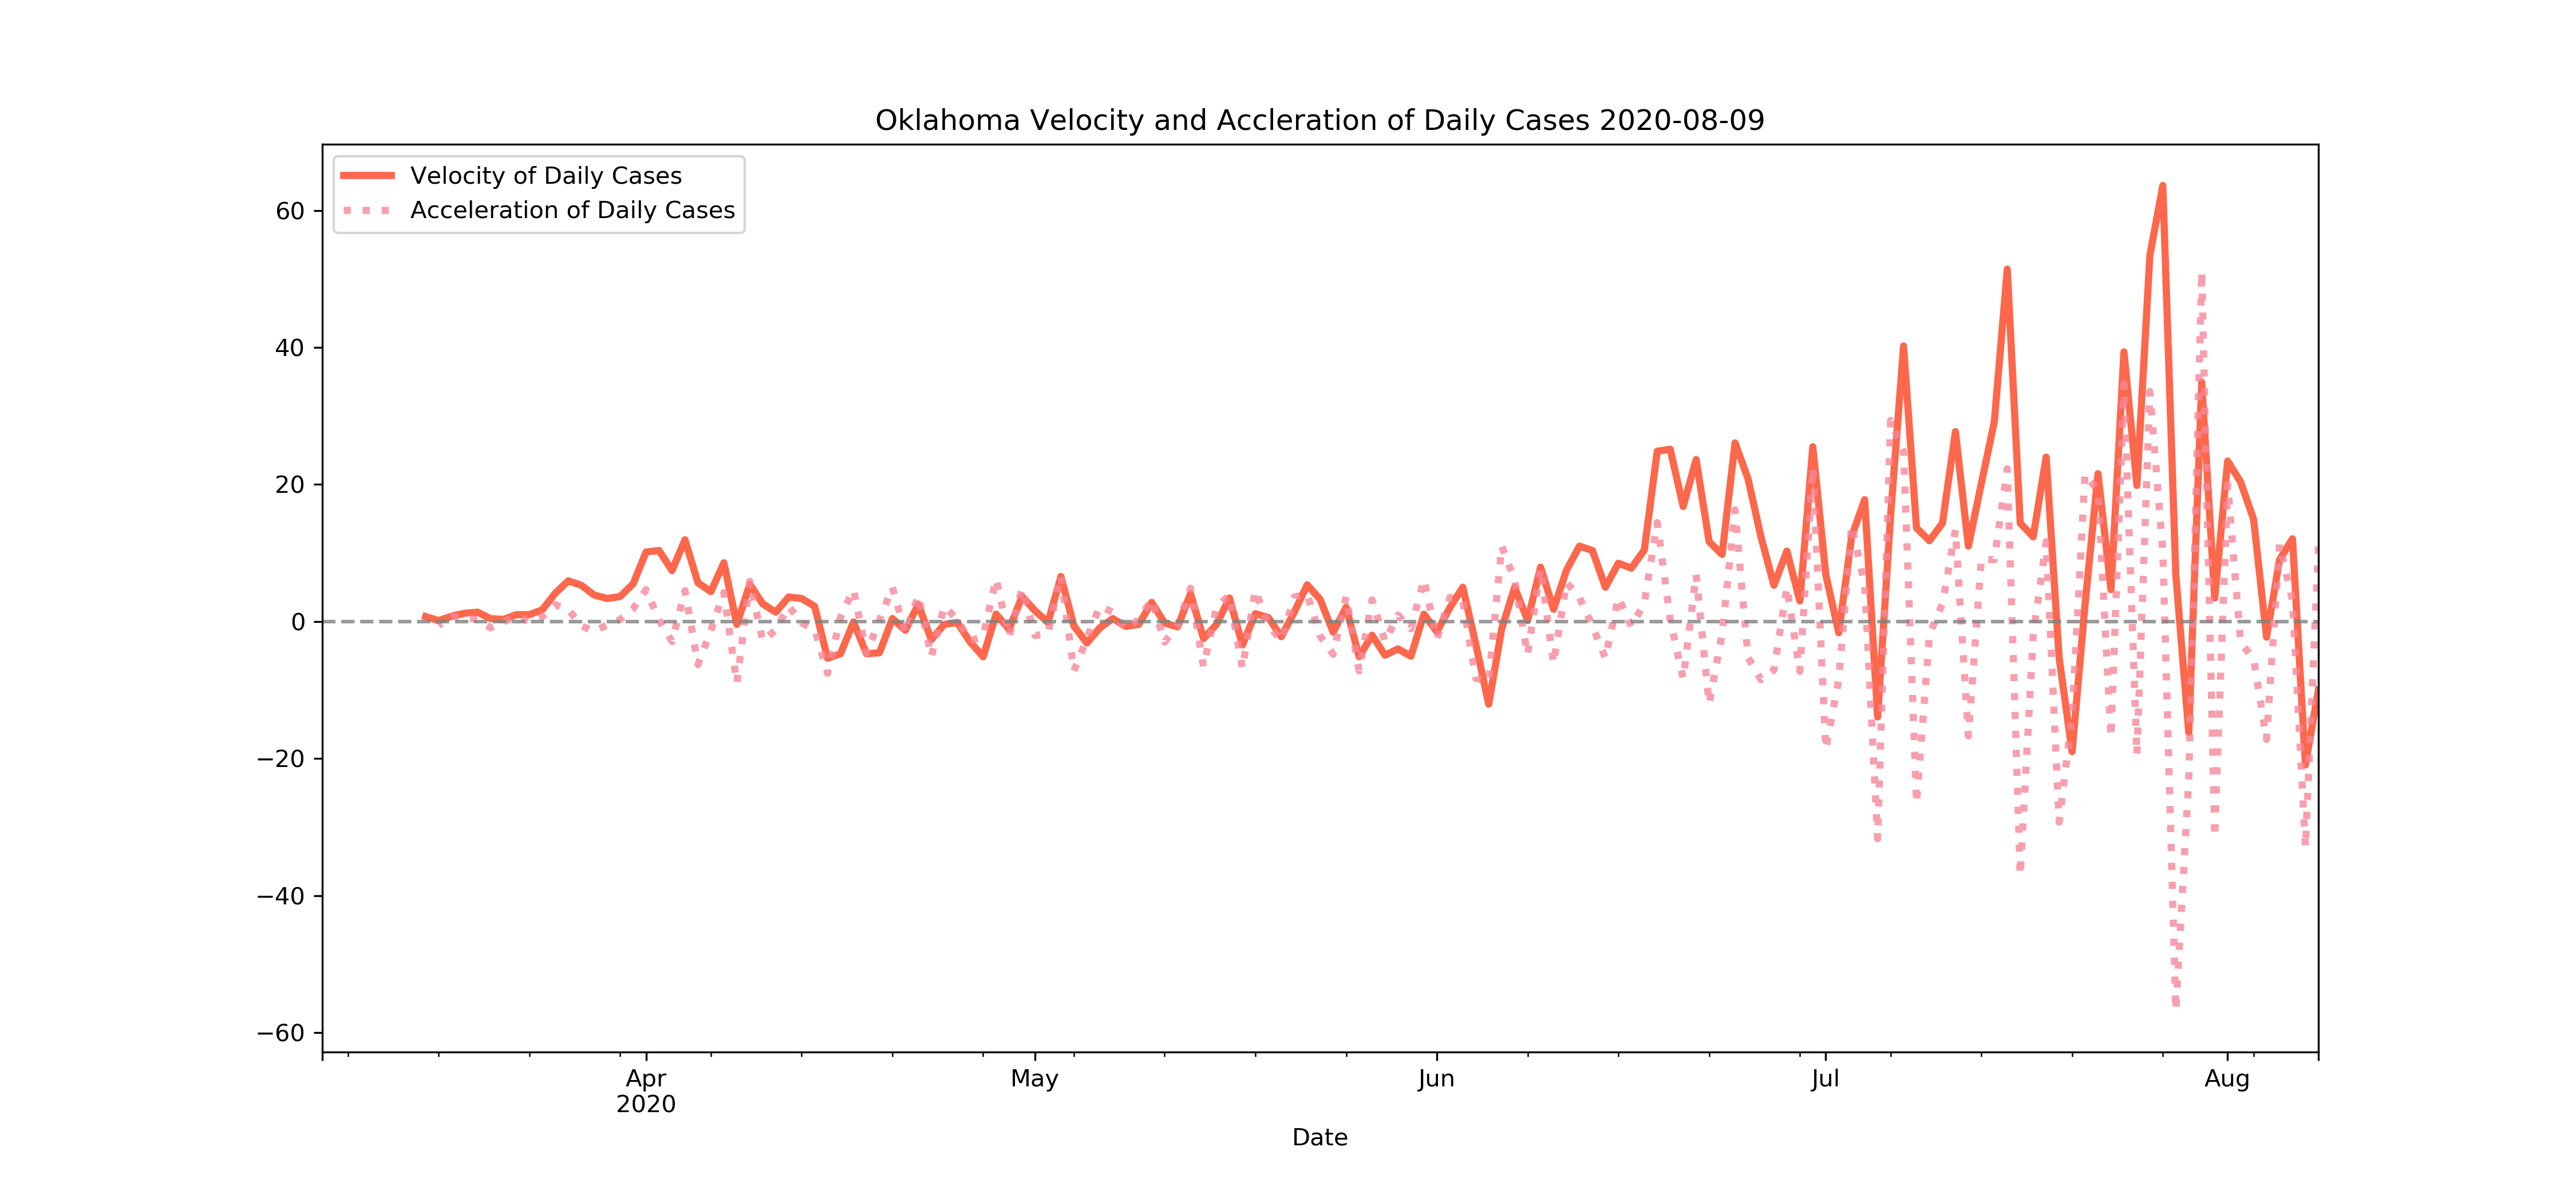 Oklahoma Velocity and Accleration of Daily Cases 2020-08-09
Velocity of Daily Cases
Acceleration of Daily Cases
60
40
20
0
−20
−40
−60
Apr
2020
May
Jun
Jul
Aug
Date